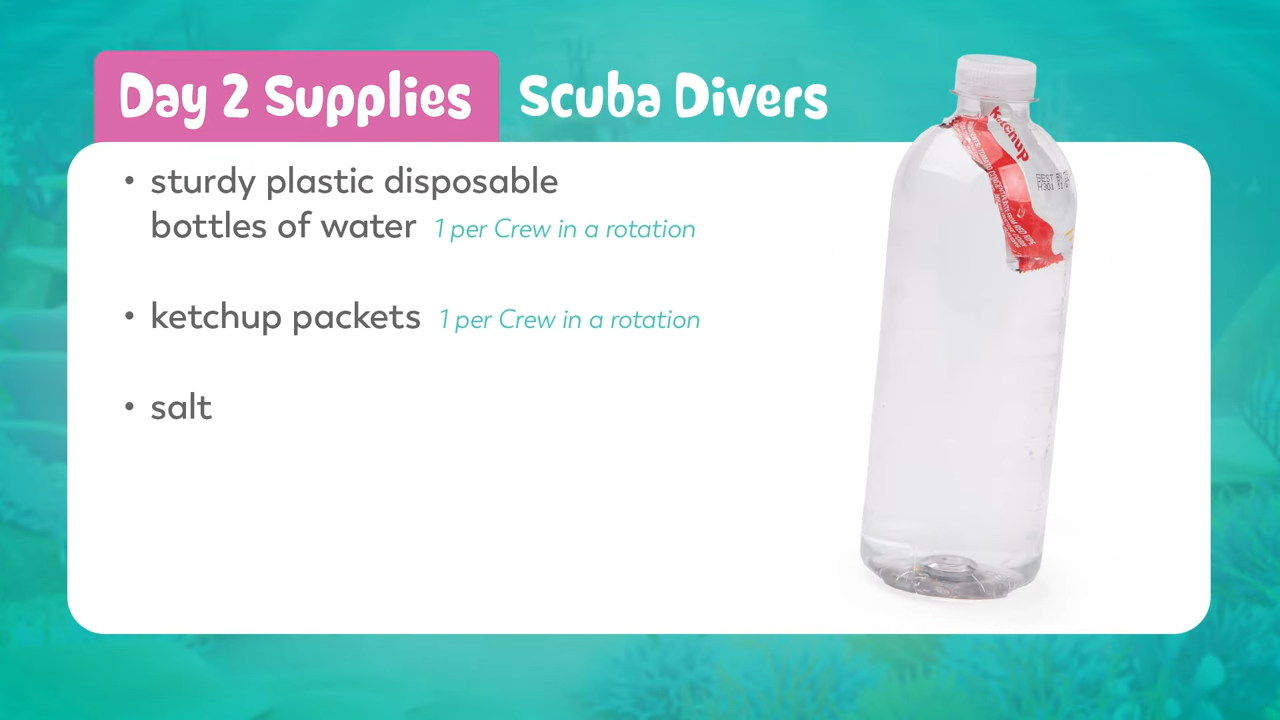 Day 2 Supplies Scuba Divers
• sturdy plastic disposable
bottles of water 1 per Crew in a rotation
• ketchup packets 1 per Crew in a rotation
• salt
Ketchup